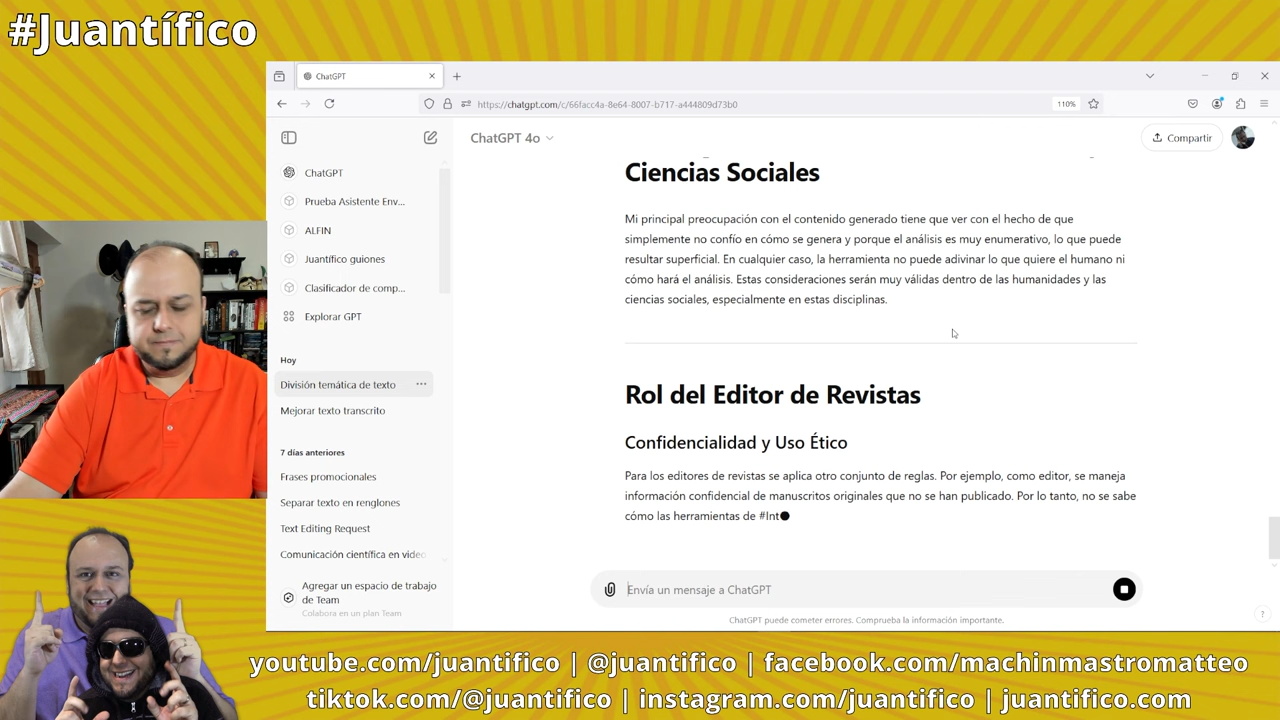 #Juantífico
ChatGPT
https://chatgpt.com/c/66facc4a-8e64-8007-b717-a444809d73b0
110%
ChatGPT 4o
Compartir
ChatGPT
Prueba Asistente Env...
ALFIN
Juantífico guiones
Clasificador de comp...
Explorar GPT
Hoy
División temática de texto
Mejorar texto transcrito
7 días anteriores
Frases promocionales
Separar texto en renglones
Text Editing Request
Comunicación científica en video
Agregar un espacio de trabajo
de Team
Colabora en un plan Team
Ciencias Sociales
Mi principal preocupación con el contenido generado tiene que ver con el hecho de que
simplemente no confío en cómo se genera y porque el análisis es muy enumerativo, lo que puede
resultar superficial. En cualquier caso, la herramienta no puede adivinar lo que quiere el humano ni
cómo hará el análisis. Estas consideraciones serán muy válidas dentro de las humanidades y las
ciencias sociales, especialmente en estas disciplinas.
Rol del Editor de Revistas
Confidencialidad y Uso Ético
Para los editores de revistas se aplica otro conjunto de reglas. Por ejemplo, como editor, se maneja
información confidencial de manuscritos originales que no se han publicado. Por lo tanto, no se sabe
cómo las herramientas de #Int
Envía un mensaje a ChatGPT
ChatGPT puede cometer errores. Comprueba la información importante.
?
youtube.com/juantifico | @juantifico | facebook.com/machinmastromatteo
tiktok.com/@juantifico | instagram.com/juantifico | juantifico.com